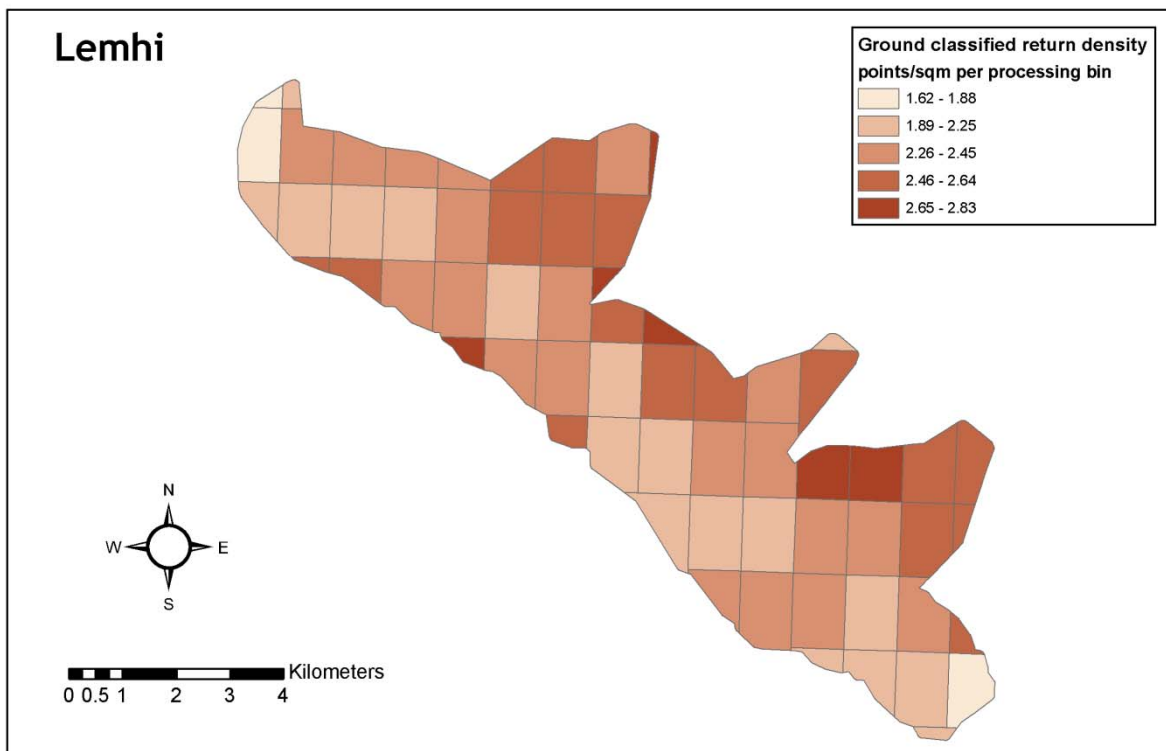 Lemhi
Ground classified return density
points/sqm per processing bin
1.62 - 1.88
1.89 - 2.25
2.26 - 2.45
2.46 - 2.64
2.65 - 2.83
N
W E
S
Kilometers
0 0.5 1 2 3 4